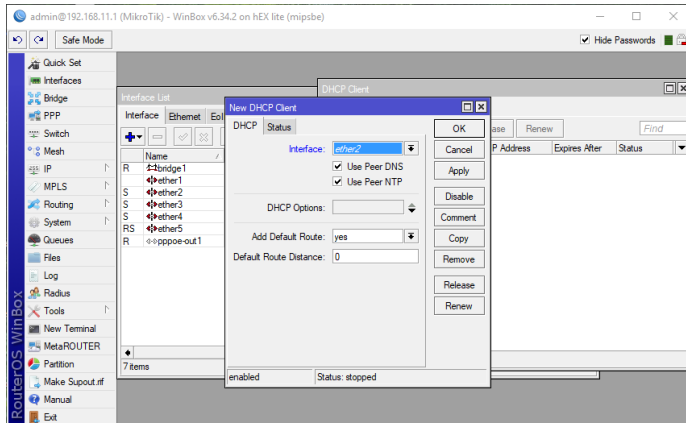 admin@192.168.11.1 (MikroTik) - WinBox v6.34.2 on hEX lite (mipsbe)
Safe Mode
Hide Passwords
Quick Set
Interfaces
Bridge
PPP
Switch
Mesh
IP
MPLS
Routing
System
Queues
Files
Log
Radius
Tools
New Terminal
MetaROUTER
Partition
Make Supout.rif
Manual
Exit
RouterOS WinBox
Interface List
Interface Ethernet EoI
Name
R bridge1
ether1
S ether2
S ether3
S ether4
RS ether5
R pppoe-out1
7 items
DHCP Client
ase Renew Find
P Address Expires After Status
New DHCP Client
DHCP Status
Interface: ether2
Use Peer DNS
Use Peer NTP
DHCP Options:
Add Default Route: yes
Default Route Distance: 0
enabled Status: stopped
OK
Cancel
Apply
Disable
Comment
Copy
Remove
Release
Renew